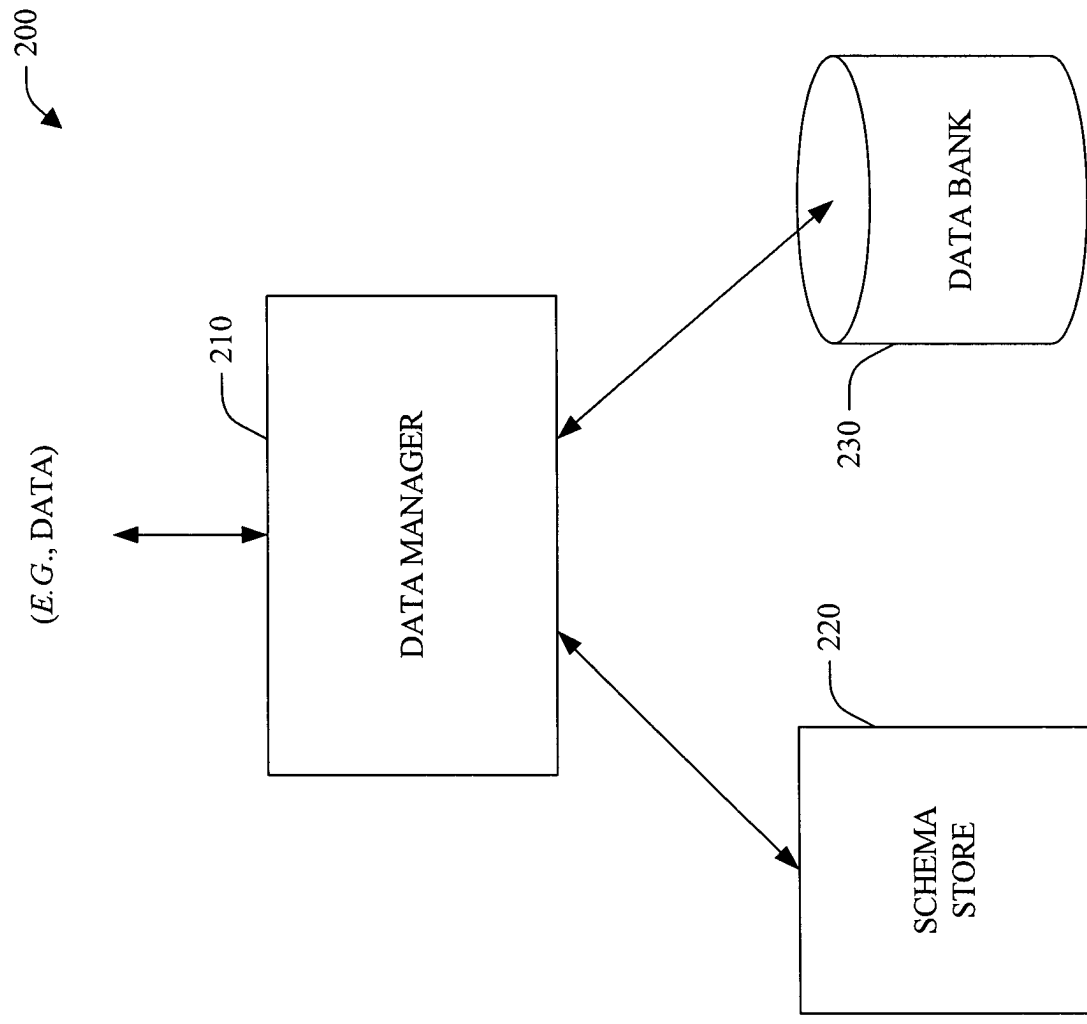 200
(E.G., DATA)
210
DATA MANAGER
220
SCHEMA
STORE
230
DATA BANK